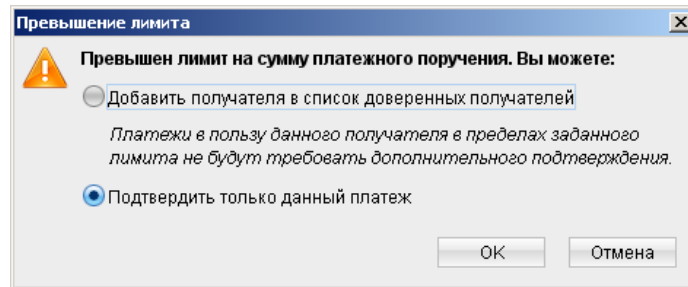 Превышение лимита
Превышен лимит на сумму платежного поручения. Вы можете:
Добавить получателя в список доверенных получателей
Платежи в пользу данного получателя в пределах заданного
лимита не будут требовать дополнительного подтверждения.
Подтвердить только данный платеж
OK
Отмена